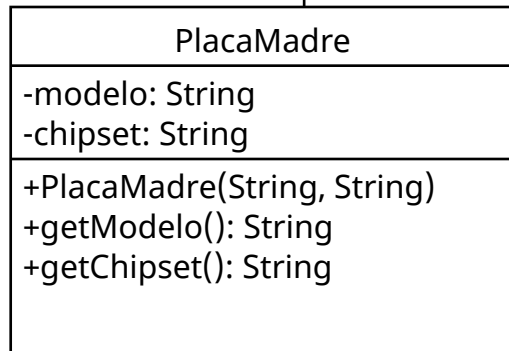 PlacaMadre
-modelo: String
-chipset: String
+PlacaMadre(String, String)
+getModelo(): String
+getChipset(): String